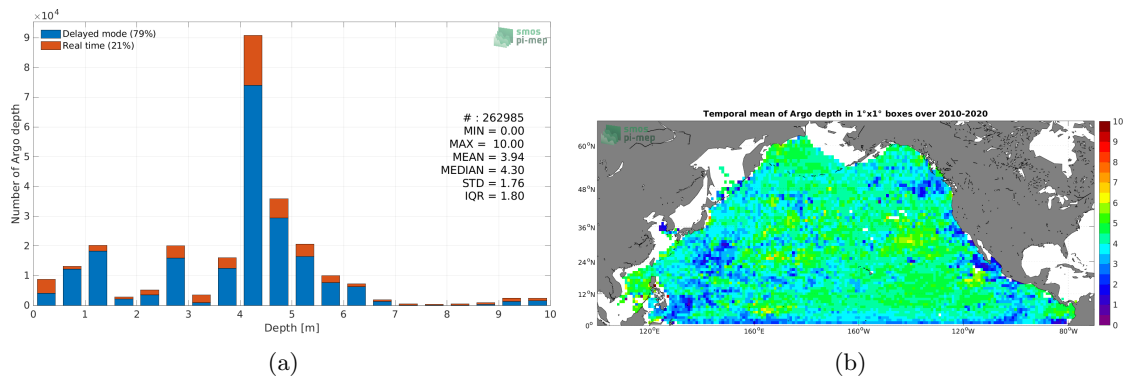 ×10⁴
9
8
7
6
5
4
3
2
1
0
Number of Argo depth
Delayed mode (79%)
Real time (21%)
smos
pi-mep
# : 262985
MIN = 0.00
MAX = 10.00
MEAN = 3.94
MEDIAN = 4.30
STD = 1.76
IQR = 1.80
0 1 2 3 4 5 6 7 8 9 10
Depth [m]
(a)
Temporal mean of Argo depth in 1°x1° boxes over 2010-2020
smos
pi-mep
60°N
48°N
36°N
24°N
12°N
0°
120°E 160°E 160°W 120°W 80°W
10
9
8
7
6
5
4
3
2
1
0
(b)